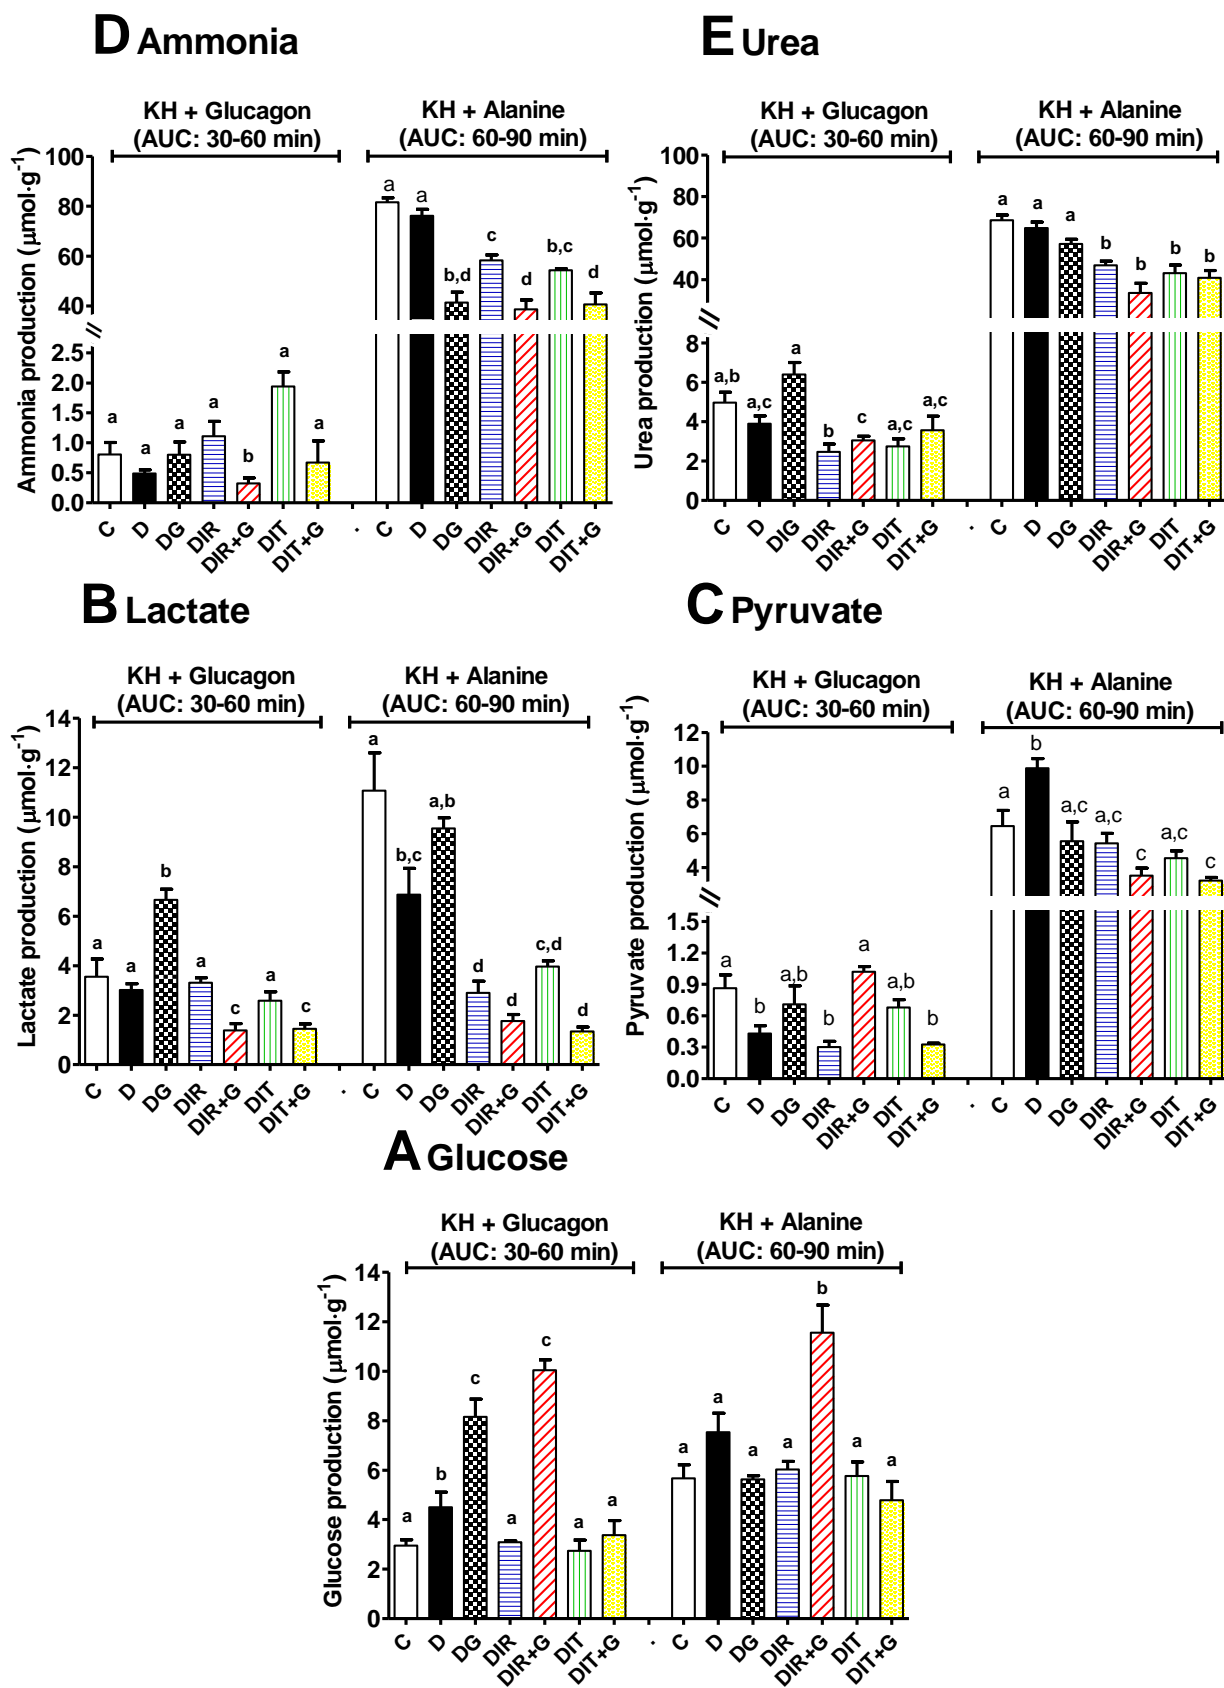 D Ammonia
KH + Glucagon
(AUC: 30-60 min)
KH + Alanine
(AUC: 60-90 min)
Ammonia production (μmol·g⁻¹)
100
80
60
40
2.5
2.0
1.5
1.0
0.5
0.0
a a a a b a a
a a b,d c d b,c d
C D DG DIR DIR+G DIT DIT+G . C D DG DIR DIR+G DIT DIT+G
E Urea
KH + Glucagon
(AUC: 30-60 min)
KH + Alanine
(AUC: 60-90 min)
Urea production (μmol·g⁻¹)
100
80
60
40
8
6
4
2
0
a,b a,c a b c a,c a,c
a a a b b b b
C D DIG DIR DIR+G DIT DIT+G . C D DG DIR DIR+G DIT DIT+G
B Lactate
KH + Glucagon
(AUC: 30-60 min)
KH + Alanine
(AUC: 60-90 min)
Lactate production (μmol·g⁻¹)
14
12
10
8
6
4
2
0
a a b a c a c
a b,c a,b d d c,d d
C D DG DIR DIR+G DIT DIT+G . C D DG DIR DIR+G DIT DIT+G
C Pyruvate
KH + Glucagon
(AUC: 30-60 min)
KH + Alanine
(AUC: 60-90 min)
Pyruvate production (μmol·g⁻¹)
12
10
8
6
4
1.5
1.2
0.9
0.6
0.3
0.0
a b a,b b a a,b b
a b a,c a,c c a,c c
C D DG DIR DIR+G DIT DIT+G . C D DG DIR DIR+G DIT DIT+G
A Glucose
KH + Glucagon
(AUC: 30-60 min)
KH + Alanine
(AUC: 60-90 min)
Glucose production (μmol·g⁻¹)
14
12
10
8
6
4
2
0
a b c a c a a
a a a a b a a
C D DG DIR DIR+G DIT DIT+G . C D DG DIR DIR+G DIT DIT+G